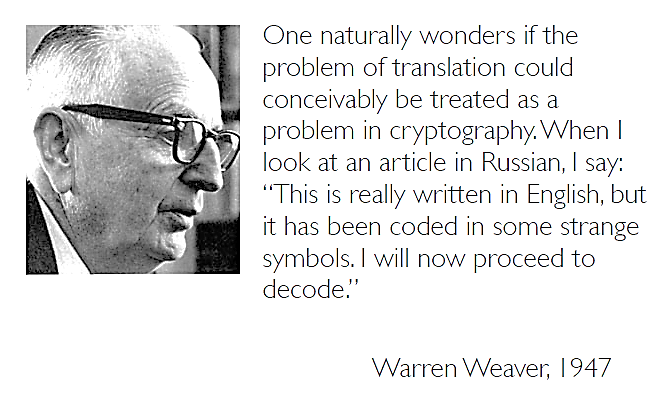 One naturally wonders if the
problem of translation could
conceivably be treated as a
problem in cryptography. When I
look at an article in Russian, I say:
“This is really written in English, but
it has been coded in some strange
symbols. I will now proceed to
decode.”
Warren Weaver, 1947